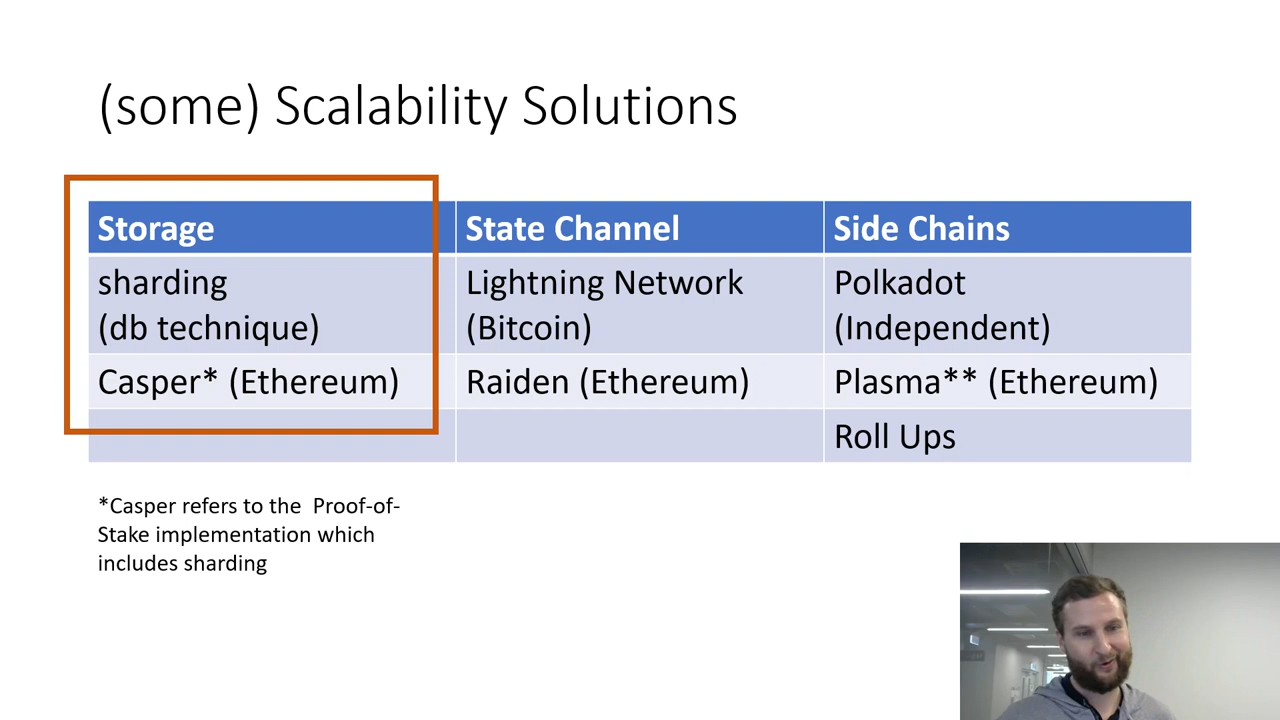 (some) Scalability Solutions
Storage
State Channel
Side Chains
sharding
(db technique)
Lightning Network
(Bitcoin)
Polkadot
(Independent)
Casper* (Ethereum)
Raiden (Ethereum)
Plasma** (Ethereum)
Roll Ups
*Casper refers to the Proof-of-
Stake implementation which
includes sharding